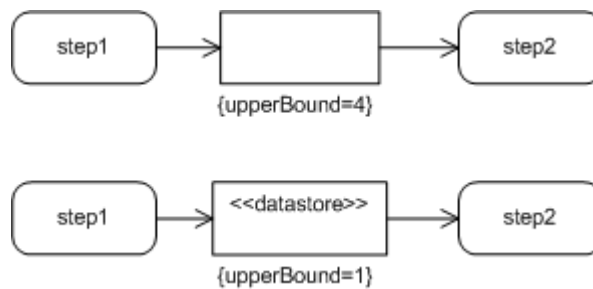 step1
step2
{upperBound=4}
step1
<<datastore>>
step2
{upperBound=1}